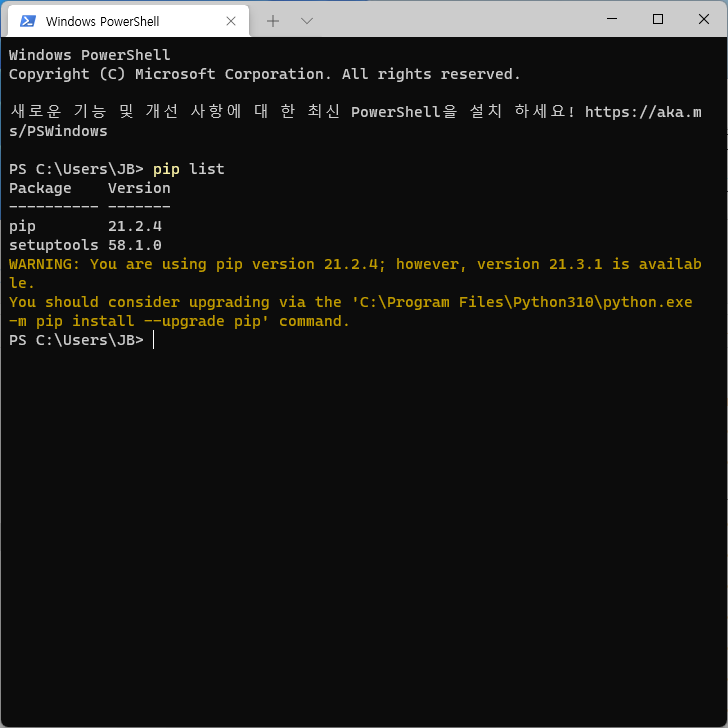 Windows PowerShell
Windows PowerShell
Copyright (C) Microsoft Corporation. All rights reserved.
새로운 기능 및 개선 사항에 대 한 최신 PowerShell을 설치 하세요! https://aka.m
s/PSWindows
PS C:\Users\JB> pip list
Package    Version
---------- -------
pip        21.2.4
setuptools 58.1.0
WARNING: You are using pip version 21.2.4; however, version 21.3.1 is availab
le.
You should consider upgrading via the 'C:\Program Files\Python310\python.exe
-m pip install --upgrade pip' command.
PS C:\Users\JB>